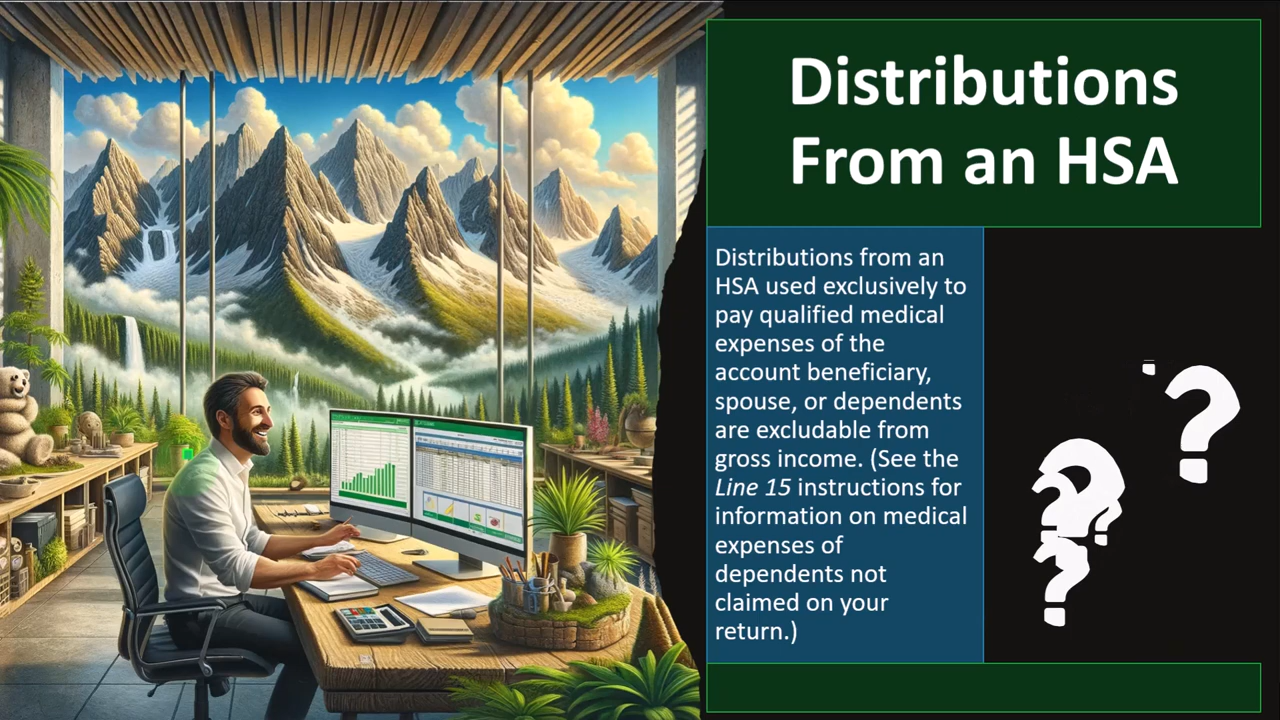 Distributions
From an HSA
Distributions from an
HSA used exclusively to
pay qualified medical
expenses of the
account beneficiary,
spouse, or dependents
are excludable from
gross income. (See the
Line 15 instructions for
information on medical
expenses of
dependents not
claimed on your
return.)